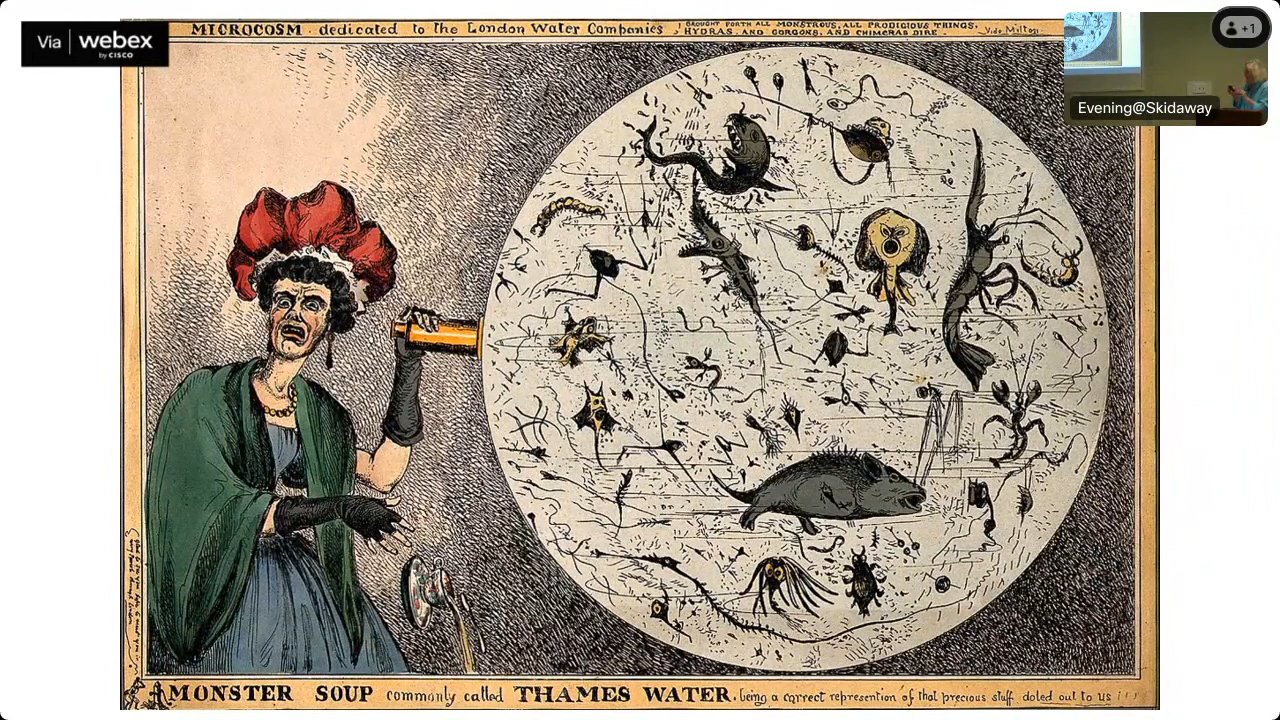 MICROCOSM dedicated to the London Water Companies
BROUGHT FORTH ALL MONSTROUS, ALL PRODIGIOUS THINGS,
HYDRAS, AND GORGONS, AND CHIMERAS DIRE. Vide Milton
Via webex
by CISCO
+1
Evening@Skidaway
MONSTER SOUP commonly called THAMES WATER. being a correct represention of that precious stuff doled out to us !!!